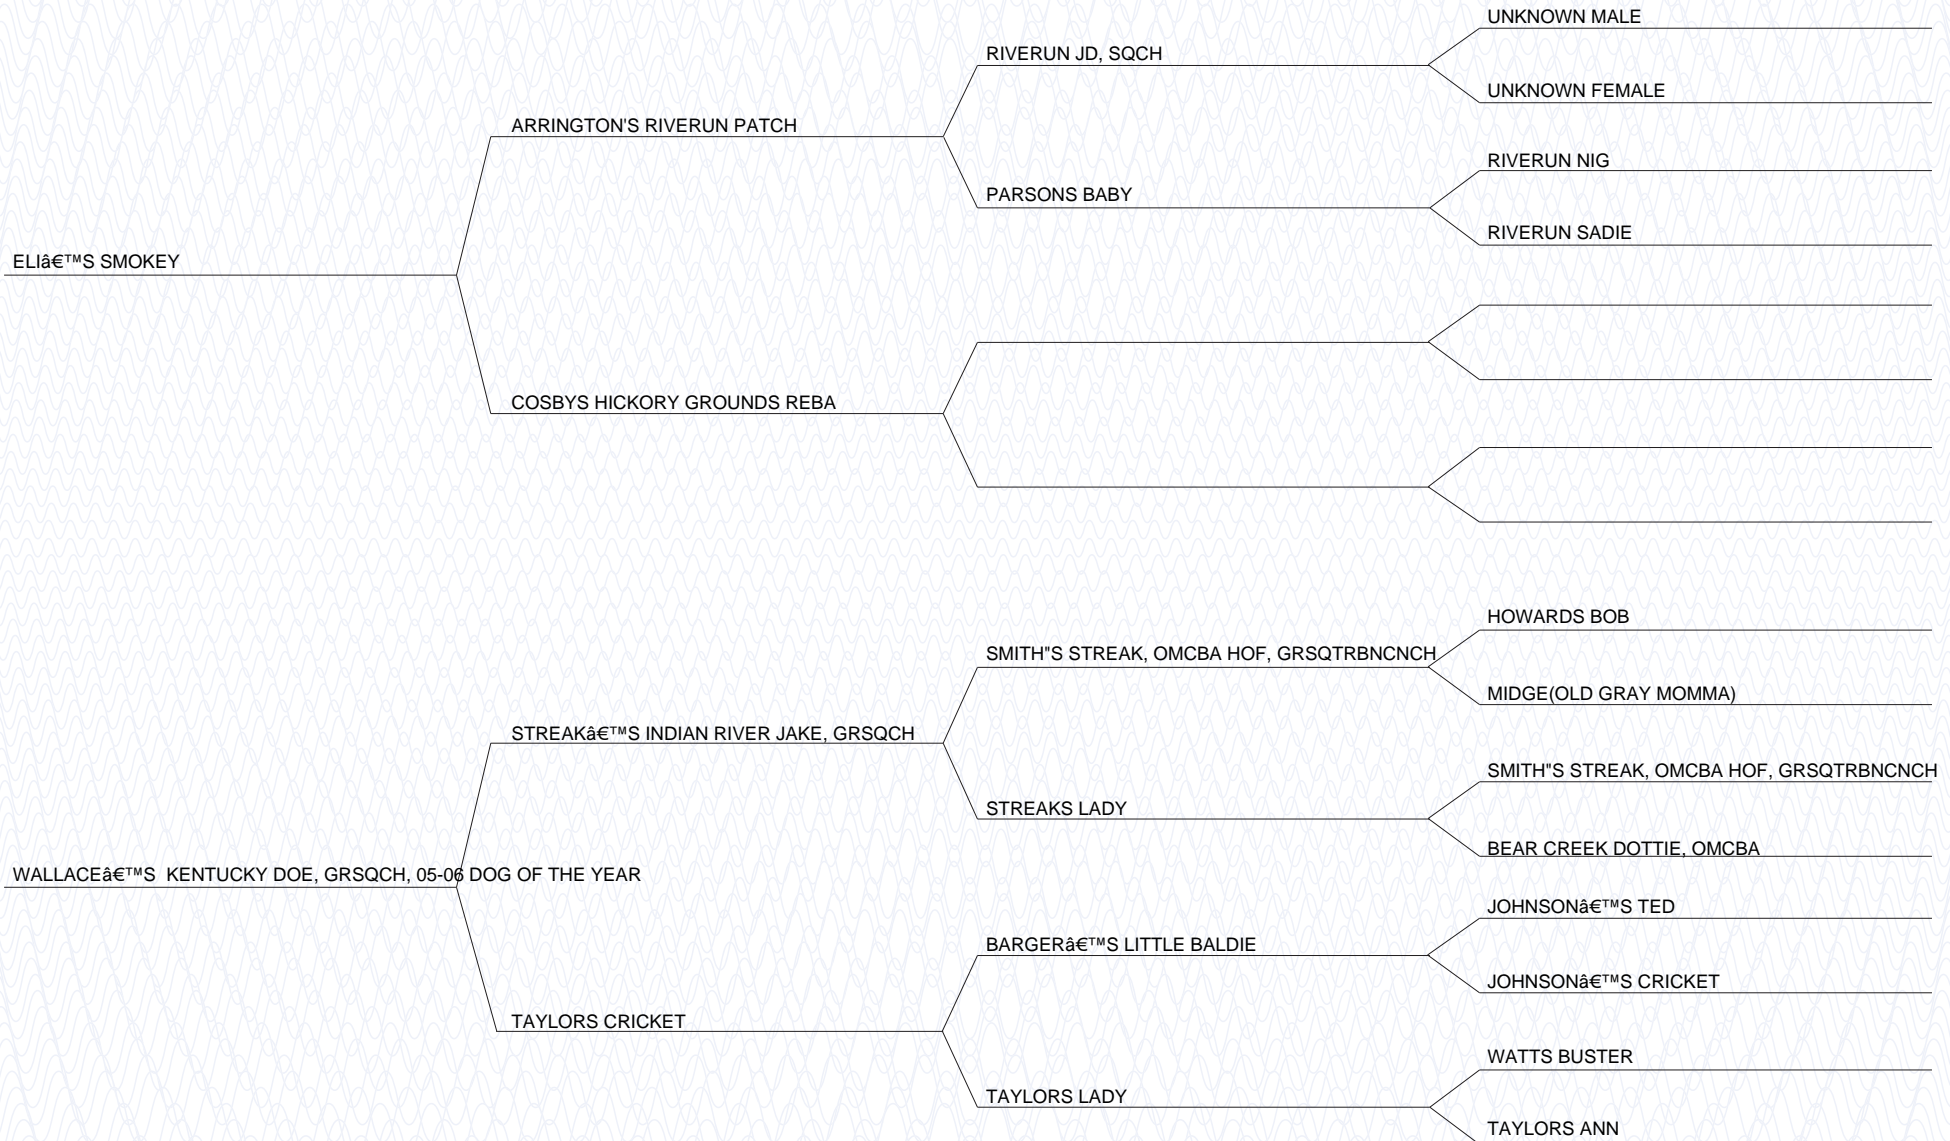 UNKNOWN MALE
RIVERUN JD, SQCH
UNKNOWN FEMALE
ARRINGTON'S RIVERUN PATCH
RIVERUN NIG
PARSONS BABY
RIVERUN SADIE
ELIâ€™S SMOKEY
COSBYS HICKORY GROUNDS REBA
HOWARDS BOB
SMITH"S STREAK, OMCBA HOF, GRSQTRBNCNCH
MIDGE(OLD GRAY MOMMA)
STREAKâ€™S INDIAN RIVER JAKE, GRSQCH
SMITH"S STREAK, OMCBA HOF, GRSQTRBNCNCH
STREAKS LADY
BEAR CREEK DOTTIE, OMCBA
WALLACEâ€™S  KENTUCKY DOE, GRSQCH, 05-06 DOG OF THE YEAR
JOHNSONâ€™S TED
BARGERâ€™S LITTLE BALDIE
JOHNSONâ€™S CRICKET
TAYLORS CRICKET
WATTS BUSTER
TAYLORS LADY
TAYLORS ANN